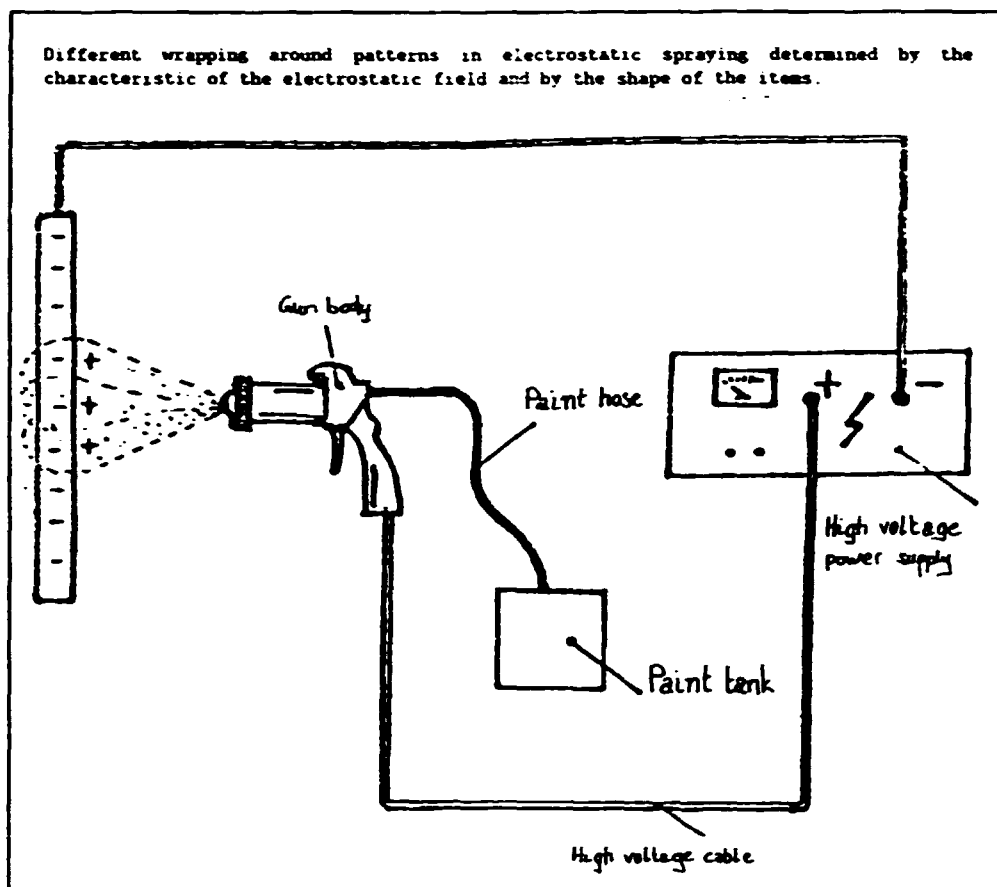 Different wrapping around patterns in electrostatic spraying determined by the
characteristic of the electrostatic field and by the shape of the items.
Gun body
Paint hose
+ -
High voltage
power supply
Paint tank
High voltage cable